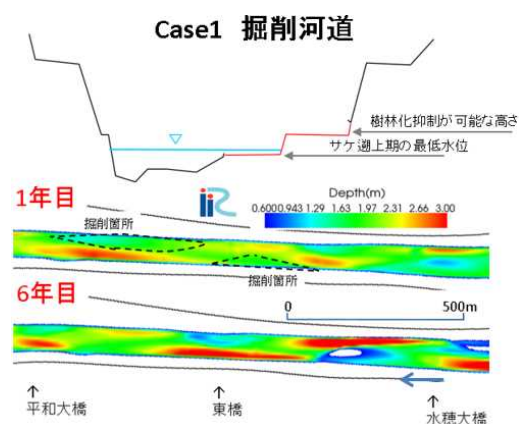 Case1 掘削河道
樹林化抑制が可能な高さ
サケ遡上期の最低水位
iRIC
Depth(m)
0.6000 0.943 1.29 1.63 1.97 2.31 2.66 3.00
1年目
掘削箇所
掘削箇所
6年目
0 500m
平和大橋
東橋
水穂大橋